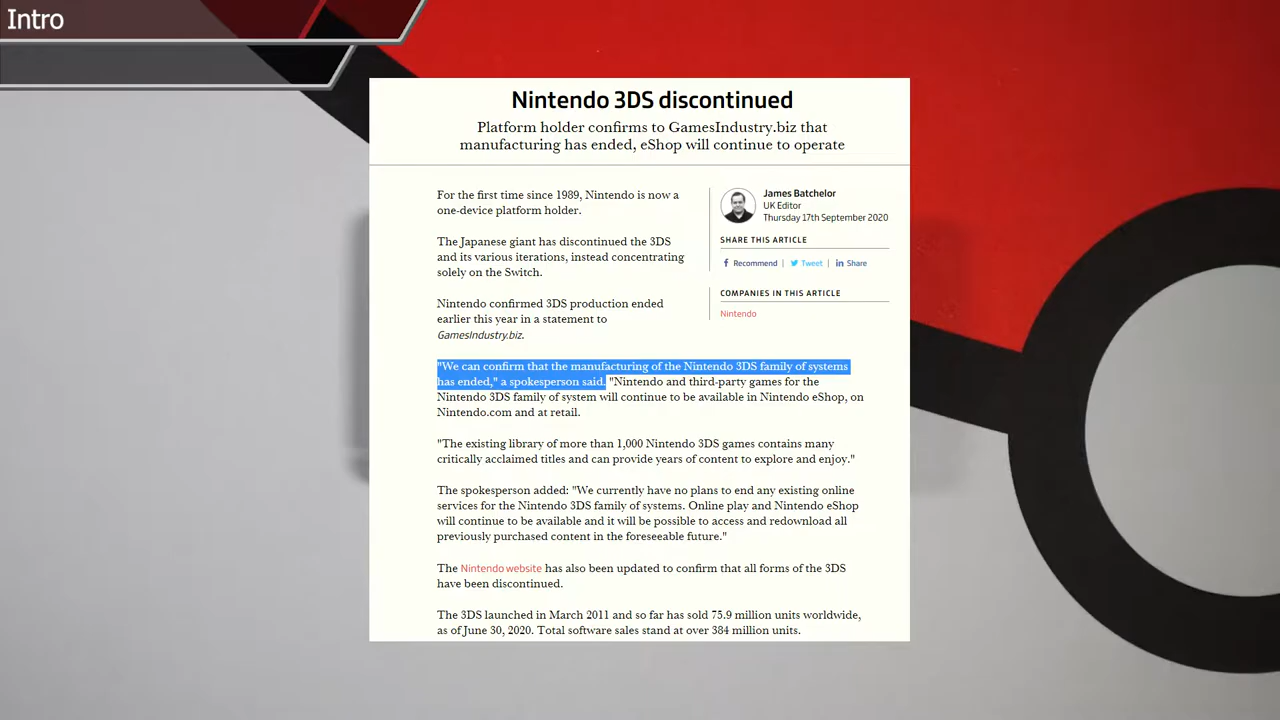 Intro
Nintendo 3DS discontinued
Platform holder confirms to GamesIndustry.biz that
manufacturing has ended, eShop will continue to operate
For the first time since 1989, Nintendo is now a
one-device platform holder.
The Japanese giant has discontinued the 3DS
and its various iterations, instead concentrating
solely on the Switch.
Nintendo confirmed 3DS production ended
earlier this year in a statement to
GamesIndustry.biz.
James Batchelor
UK Editor
Thursday 17th September 2020
SHARE THIS ARTICLE
Recommend | Tweet | Share
COMPANIES IN THIS ARTICLE
Nintendo
"We can confirm that the manufacturing of the Nintendo 3DS family of systems
has ended," a spokesperson said. "Nintendo and third-party games for the
Nintendo 3DS family of system will continue to be available in Nintendo eShop, on
Nintendo.com and at retail.
"The existing library of more than 1,000 Nintendo 3DS games contains many
critically acclaimed titles and can provide years of content to explore and enjoy."
The spokesperson added: "We currently have no plans to end any existing online
services for the Nintendo 3DS family of systems. Online play and Nintendo eShop
will continue to be available and it will be possible to access and redownload all
previously purchased content in the foreseeable future."
The Nintendo website has also been updated to confirm that all forms of the 3DS
have been discontinued.
The 3DS launched in March 2011 and so far has sold 75.9 million units worldwide,
as of June 30, 2020. Total software sales stand at over 384 million units.